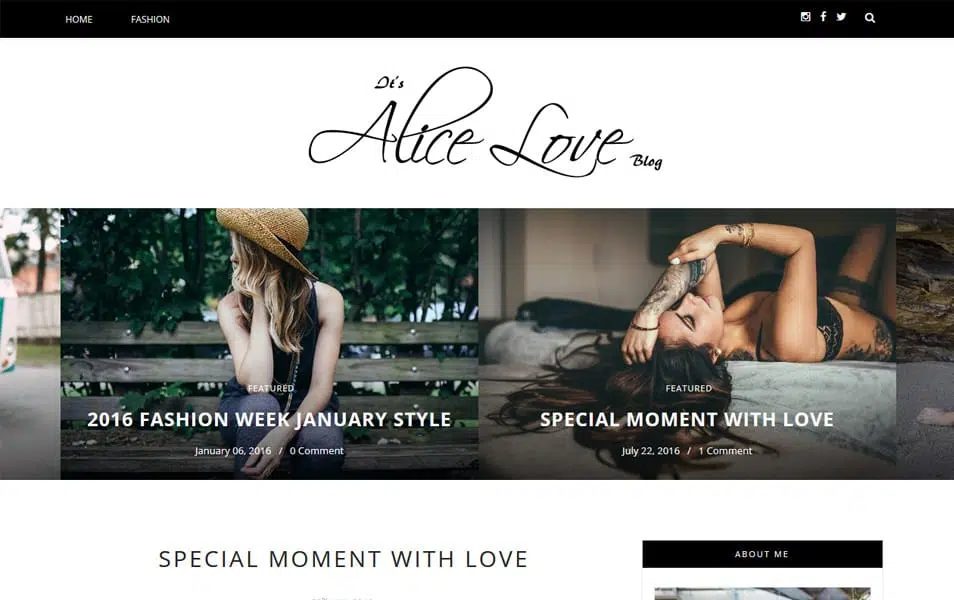 HOME FASHION
It's
Alice Love Blog
FEATURED
2016 FASHION WEEK JANUARY STYLE
January 06, 2016 / 0 Comment
FEATURED
SPECIAL MOMENT WITH LOVE
July 22, 2016 / 1 Comment
SPECIAL MOMENT WITH LOVE
ABOUT ME